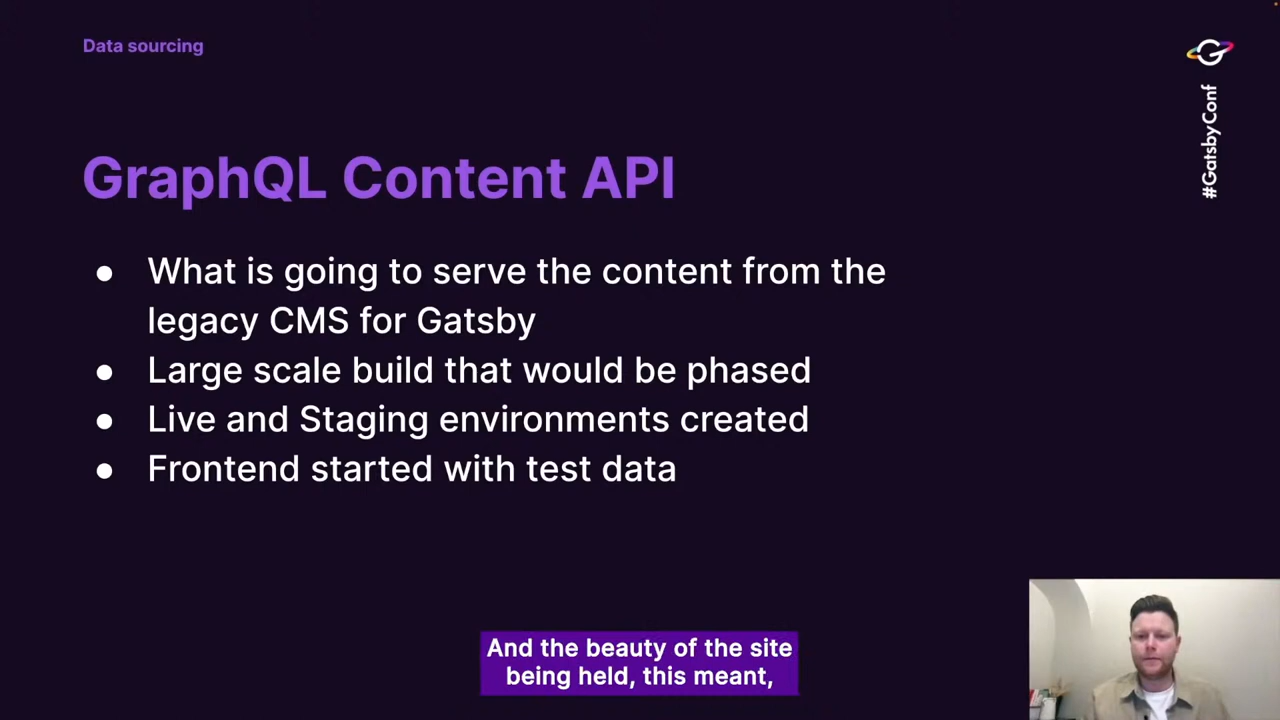 Data sourcing
#GatsbyConf
GraphQL Content API
● What is going to serve the content from the
legacy CMS for Gatsby
● Large scale build that would be phased
● Live and Staging environments created
● Frontend started with test data
And the beauty of the site
being held, this meant,